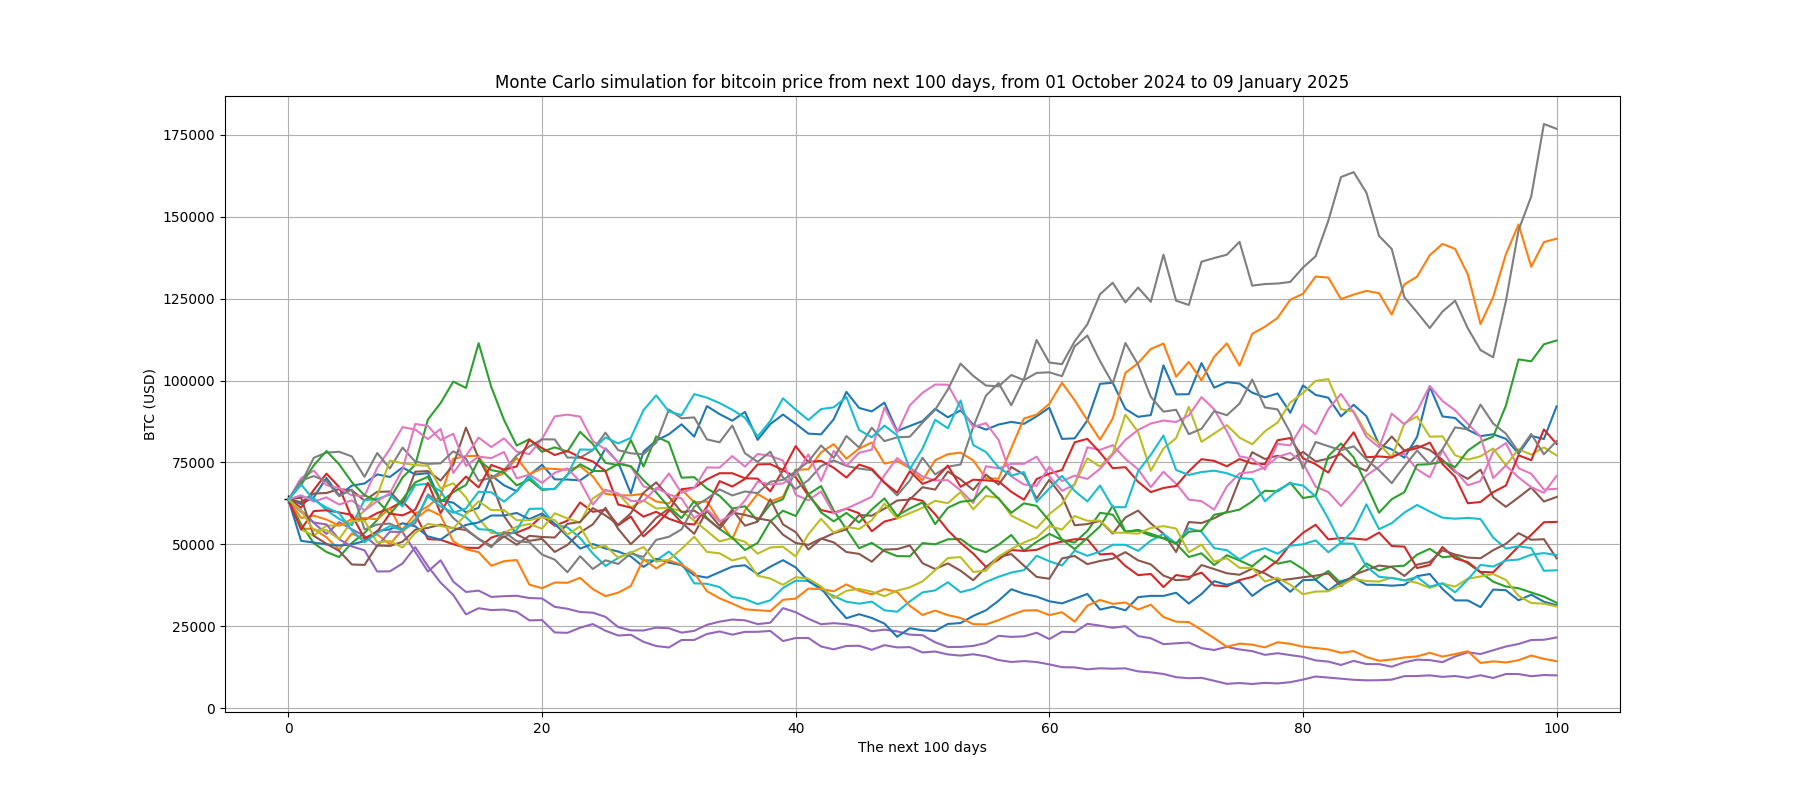 Monte Carlo simulation for bitcoin price from next 100 days, from 01 October 2024 to 09 January 2025
175000
150000
125000
100000
75000
50000
25000
0
BTC (USD)
0 20 40 60 80 100
The next 100 days